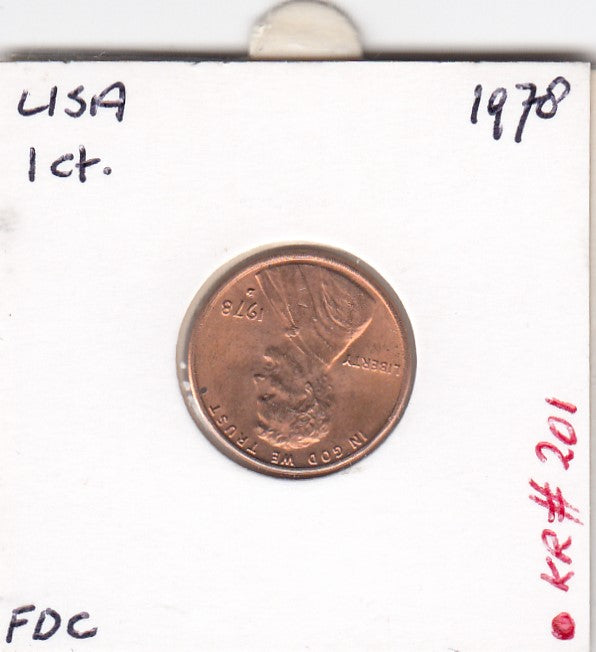 USA
1 ct.
1978
IN GOD WE TRUST
LIBERTY
1978
D
KR# 201
FDC